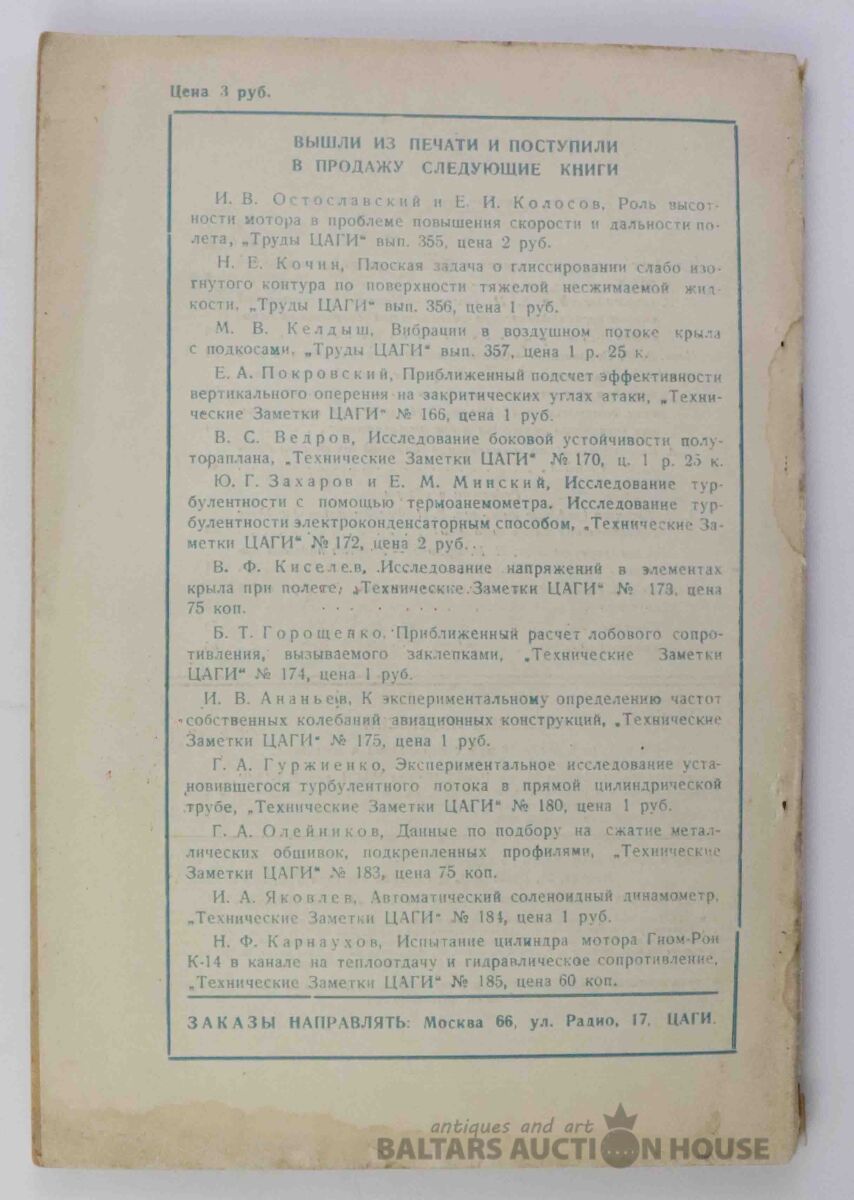 Цена 3 руб.
ВЫШЛИ ИЗ ПЕЧАТИ И ПОСТУПИЛИ
В ПРОДАЖУ СЛЕДУЮЩИЕ КНИГИ
И. В. Остославский и Е. И. Колосов, Роль высот-
ности мотора в проблеме повышения скорости и дальности по-
лета, „Труды ЦАГИ“ вып. 355, цена 2 руб.
Н. Е. Кочин, Плоская задача о глиссировании слабо изо-
гнутого контура по поверхности тяжелой несжимаемой жид-
кости, „Труды ЦАГИ“ вып. 356, цена 1 руб.
М. В. Келдыш, Вибрации в воздушном потоке крыла
с подкосами, „Труды ЦАГИ“ вып. 357, цена 1 р. 25 к.
Е. А. Покровский, Приближенный подсчет эффективности
вертикального оперения на закритических углах атаки, „Техни-
ческие Заметки ЦАГИ“ № 166, цена 1 руб.
В. С. Ведров, Исследование боковой устойчивости полу-
тораплана, „Технические Заметки ЦАГИ“ № 170, ц. 1 р. 25 к.
Ю. Г. Захаров и Е. М. Минский, Исследование тур-
булентности с помощью термоанемометра. Исследование тур-
булентности электроконденсаторным способом, „Технические За-
метки ЦАГИ“ № 172, цена 2 руб.
В. Ф. Киселев, Исследование напряжений в элементах
крыла при полете, „Технические Заметки ЦАГИ“ № 173, цена
75 коп.
Б. Т. Горощенко, Приближенный расчет лобового сопро-
тивления, вызываемого заклепками, „Технические Заметки
ЦАГИ“ № 174, цена 1 руб.
И. В. Ананьев, К экспериментальному определению частот
собственных колебаний авиационных конструкций, „Технические
Заметки ЦАГИ“ № 175, цена 1 руб.
Г. А. Гуржиенко, Экспериментальное исследование уста-
новившегося турбулентного потока в прямой цилиндрической
трубе, „Технические Заметки ЦАГИ“ № 180, цена 1 руб.
Г. А. Олейников, Данные по подбору на сжатие метал-
лических обшивок, подкрепленных профилями, „Технические
Заметки ЦАГИ“ № 183, цена 75 коп.
И. А. Яковлев, Автоматический соленоидный динамометр,
„Технические Заметки ЦАГИ“ № 184, цена 1 руб.
Н. Ф. Карнаухов, Испытание цилиндра мотора Гном-Рон
К-14 в канале на теплоотдачу и гидравлическое сопротивление,
„Технические Заметки ЦАГИ“ № 185, цена 60 коп.
ЗАКАЗЫ НАПРАВЛЯТЬ: Москва 66, ул. Радио, 17, ЦАГИ.
antiques and art
BALTARS AUCTION HOUSE